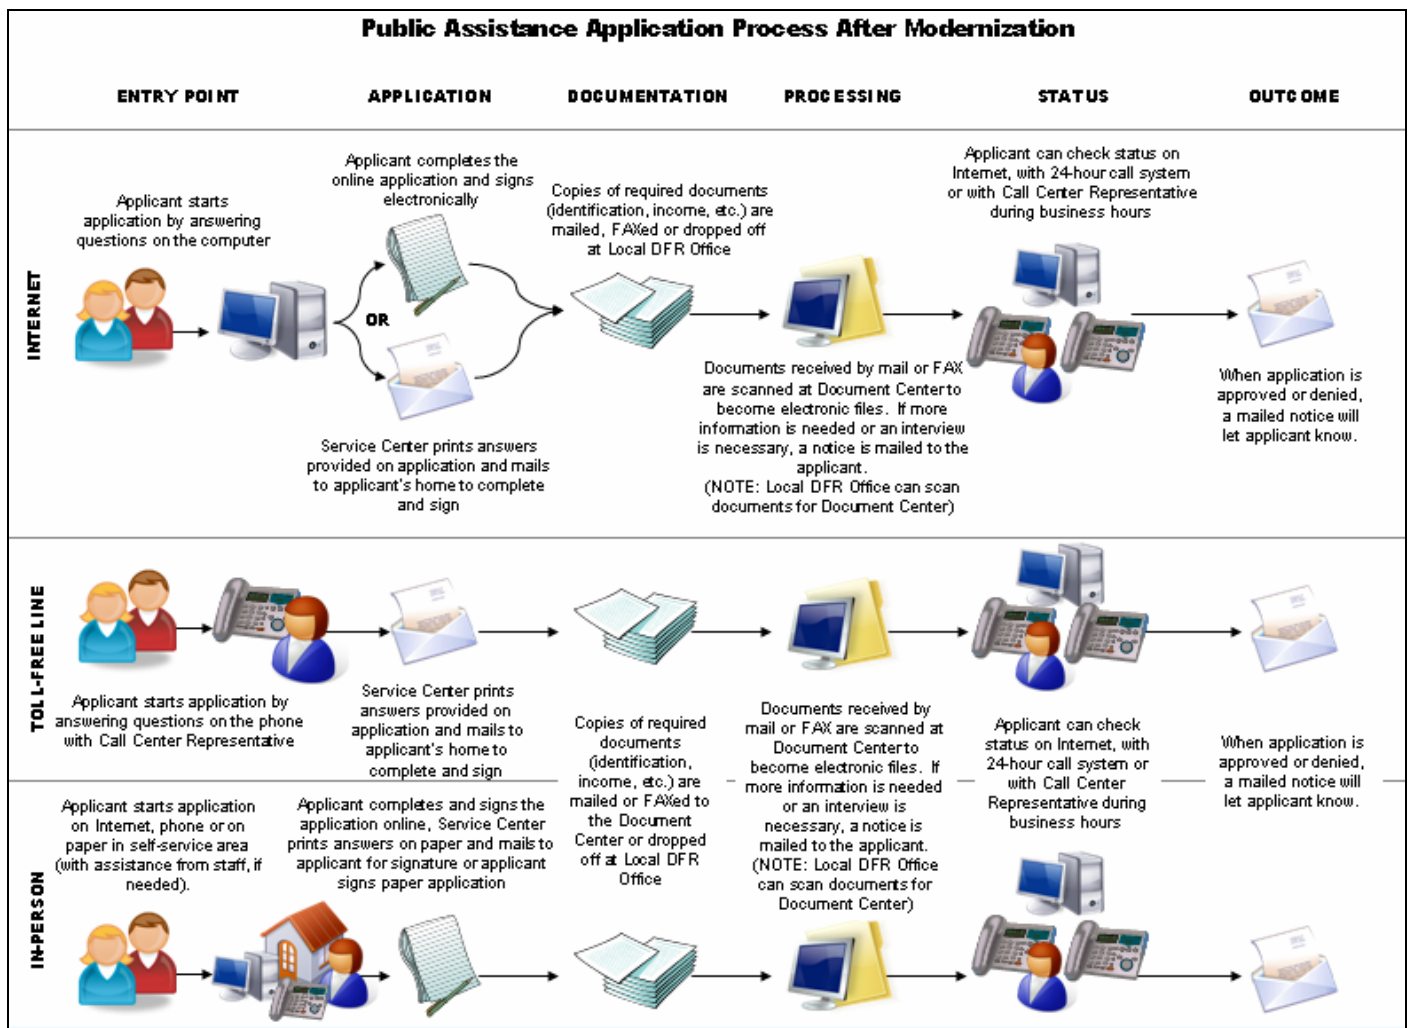 Public Assistance Application Process After Modernization
ENTRY POINT
APPLICATION
DOCUMENTATION
PROCESSING
STATUS
OUTCOME
INTERNET
Applicant starts
application by answering
questions on the computer
Applicant completes the
online application and signs
electronically
OR
Service Center prints answers
provided on application and mails
to applicant's home to complete
and sign
Copies of required documents
(identification, income, etc.) are
mailed, FAXed or dropped off
at Local DFR Office
Documents received by mail or FAX
are scanned at Document Center to
become electronic files. If more
information is needed or an interview
is necessary, a notice is mailed to the
applicant.
(NOTE: Local DFR Office can scan
documents for Document Center)
Applicant can check status on
Internet, with 24-hour call system
or with Call Center Representative
during business hours
When application is
approved or denied,
a mailed notice will
let applicant know.
TOLL-FREE LINE
Applicant starts application by
answering questions on the phone
with Call Center Representative
Service Center prints
answers provided on
application and mails to
applicant's home to
complete and sign
Copies of required
documents
(identification,
income, etc.) are
mailed or FAXed to
the Document
Center or dropped
off at Local DFR
Office
Documents received by
mail or FAX are scanned at
Document Center to
become electronic files. If
more information is needed
or an interview is
necessary, a notice is
mailed to the applicant.
(NOTE: Local DFR Office
can scan documents for
Document Center)
Applicant can check
status on Internet, with
24-hour call system or
with Call Center
Representative during
business hours
When application is
approved or denied,
a mailed notice will
let applicant know.
IN-PERSON
Applicant starts application
on Internet, phone or on
paper in self-service area
(with assistance from staff, if
needed).
Applicant completes and signs the
application online, Service Center
prints answers on paper and mails to
applicant for signature or applicant
signs paper application